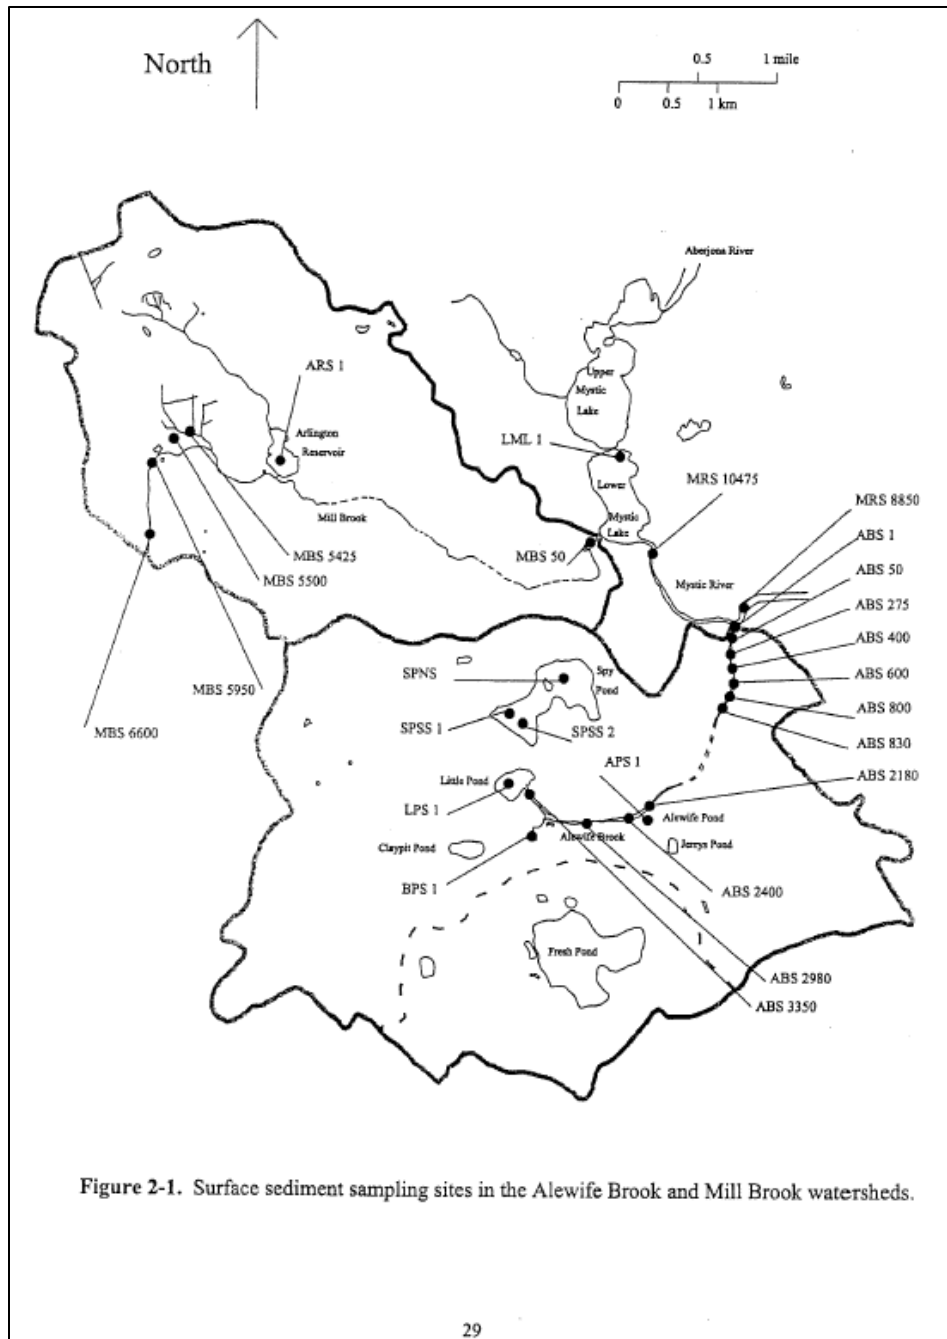 North
0.5 1 mile
0 0.5 1 km
Aberjona River
Upper
Mystic
Lake
ARS 1
Arlington
Reservoir
LML 1
Lower
Mystic
Lake
MRS 10475
MRS 8850
Mill Brook
MBS 50
ABS 1
MBS 5425
MBS 5500
ABS 50
Mystic River
ABS 275
ABS 400
SPNS
Spy
Pond
ABS 600
MBS 5950
ABS 800
MBS 6600
SPSS 1
SPSS 2
ABS 830
APS 1
ABS 2180
Little Pond
LPS 1
Alewife Pond
Alewife Brook
Claypit Pond
Jerrys Pond
BPS 1
ABS 2400
Fresh Pond
ABS 2980
ABS 3350
Figure 2-1. Surface sediment sampling sites in the Alewife Brook and Mill Brook watersheds.
29